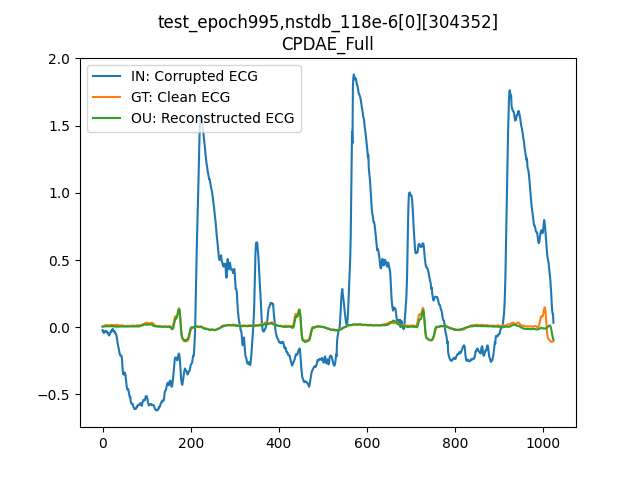 test_epoch995,nstdb_118e-6[0][304352]
CPDAE_Full
IN: Corrupted ECG
GT: Clean ECG
OU: Reconstructed ECG
2.0
1.5
1.0
0.5
0.0
−0.5
0 200 400 600 800 1000